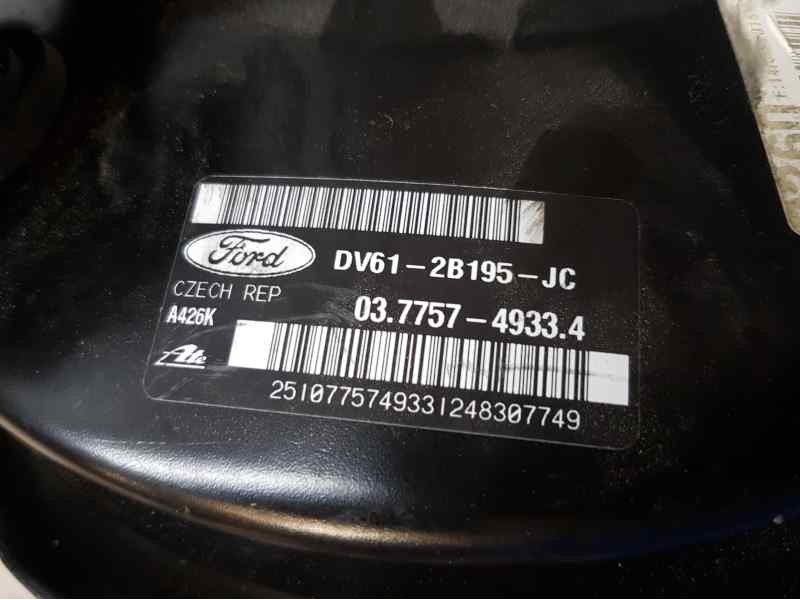 Ford
DV61-2B195-JC
CZECH REP
03.7757-4933.4
A426K
Ate
2510775749331248307749